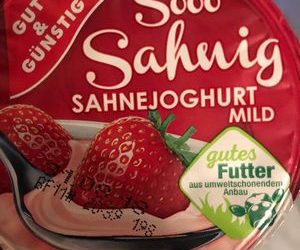 GUT &
GÜNSTIG
Sooo
Sahnig
SAHNEJOGHURT
MILD
gutes
Futter
aus umweltschonendem
Anbau